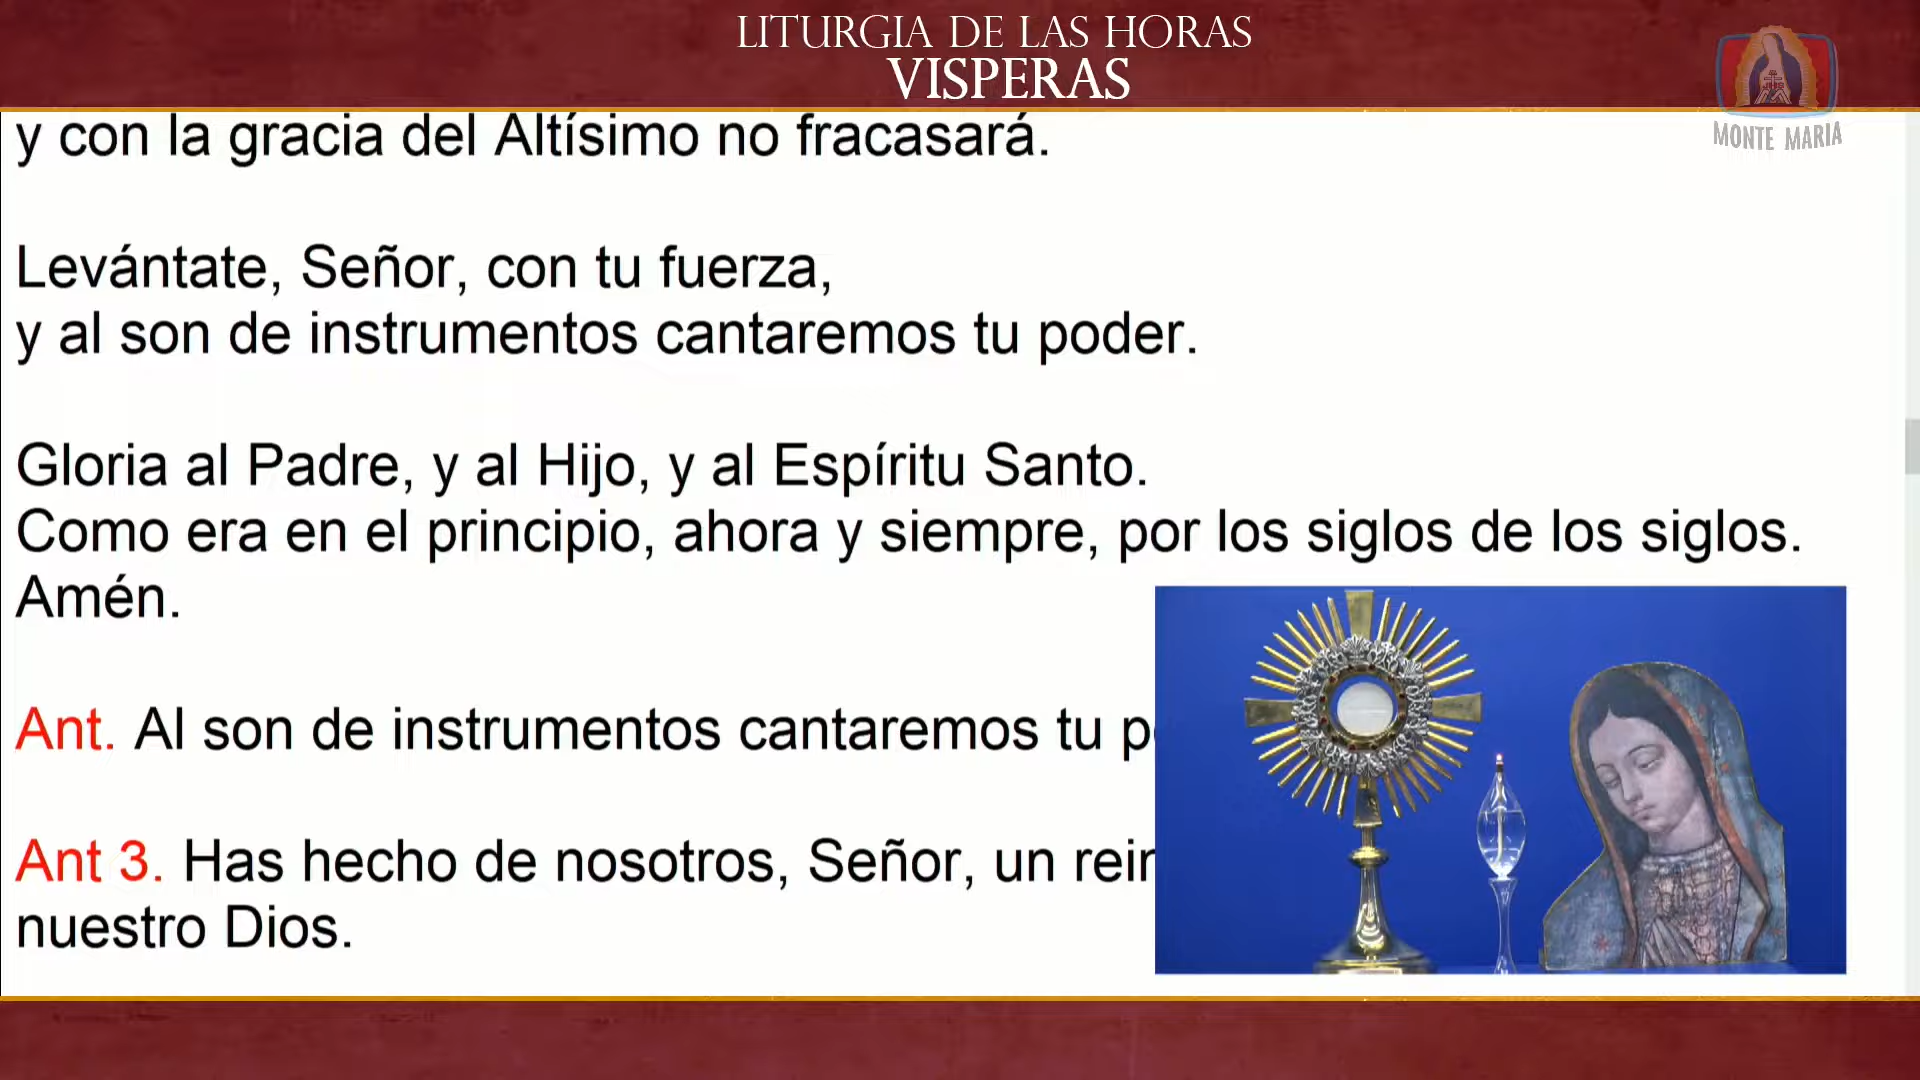 LITURGIA DE LAS HORAS
VISPERAS
MONTE MARIA
y con la gracia del Altísimo no fracasará.
Levántate, Señor, con tu fuerza,
y al son de instrumentos cantaremos tu poder.
Gloria al Padre, y al Hijo, y al Espíritu Santo.
Como era en el principio, ahora y siempre, por los siglos de los siglos.
Amén.
Ant. Al son de instrumentos cantaremos tu
Ant 3. Has hecho de nosotros, Señor, un
nuestro Dios.